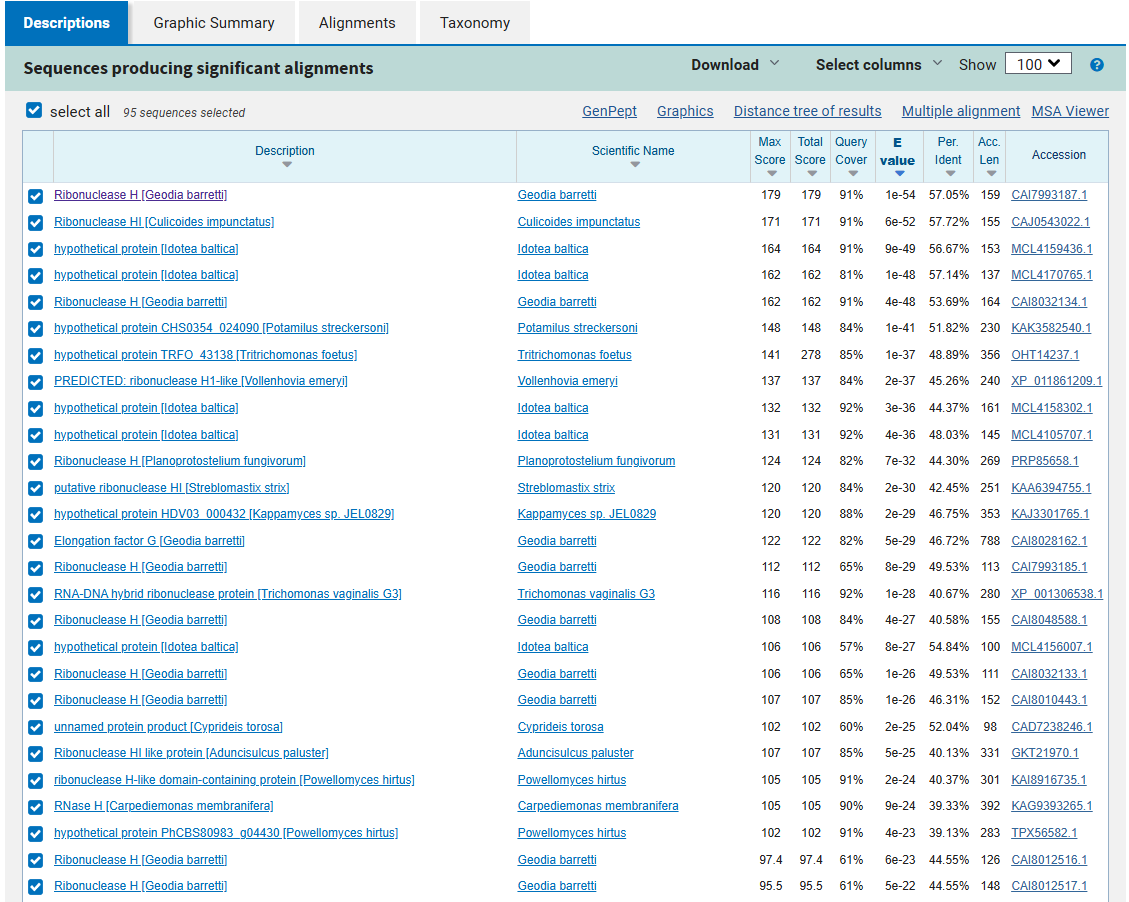 Descriptions Graphic Summary Alignments Taxonomy
Sequences producing significant alignments Download Select columns Show 100 ?
select all 95 sequences selected GenPept Graphics Distance tree of results Multiple alignment MSA Viewer
Description Scientific Name Max Score Total Score Query Cover E value Per. Ident Acc. Len Accession
Ribonuclease H [Geodia barretti] Geodia barretti 179 179 91% 1e-54 57.05% 159 CAI7993187.1
Ribonuclease HI [Culicoides impunctatus] Culicoides impunctatus 171 171 91% 6e-52 57.72% 155 CAJ0543022.1
hypothetical protein [Idotea baltica] Idotea baltica 164 164 91% 9e-49 56.67% 153 MCL4159436.1
hypothetical protein [Idotea baltica] Idotea baltica 162 162 81% 1e-48 57.14% 137 MCL4170765.1
Ribonuclease H [Geodia barretti] Geodia barretti 162 162 91% 4e-48 53.69% 164 CAI8032134.1
hypothetical protein CHS0354_024090 [Potamilus streckersoni] Potamilus streckersoni 148 148 84% 1e-41 51.82% 230 KAK3582540.1
hypothetical protein TRFO_43138 [Tritrichomonas foetus] Tritrichomonas foetus 141 278 85% 1e-37 48.89% 356 OHT14237.1
PREDICTED: ribonuclease H1-like [Vollenhovia emeryi] Vollenhovia emeryi 137 137 84% 2e-37 45.26% 240 XP_011861209.1
hypothetical protein [Idotea baltica] Idotea baltica 132 132 92% 3e-36 44.37% 161 MCL4158302.1
hypothetical protein [Idotea baltica] Idotea baltica 131 131 92% 4e-36 48.03% 145 MCL4105707.1
Ribonuclease H [Planoprotostelium fungivorum] Planoprotostelium fungivorum 124 124 82% 7e-32 44.30% 269 PRP85658.1
putative ribonuclease HI [Streblomastix strix] Streblomastix strix 120 120 84% 2e-30 42.45% 251 KAA6394755.1
hypothetical protein HDV03_000432 [Kappamyces sp. JEL0829] Kappamyces sp. JEL0829 120 120 88% 2e-29 46.75% 353 KAJ3301765.1
Elongation factor G [Geodia barretti] Geodia barretti 122 122 82% 5e-29 46.72% 788 CAI8028162.1
Ribonuclease H [Geodia barretti] Geodia barretti 112 112 65% 8e-29 49.53% 113 CAI7993185.1
RNA-DNA hybrid ribonuclease protein [Trichomonas vaginalis G3] Trichomonas vaginalis G3 116 116 92% 1e-28 40.67% 280 XP_001306538.1
Ribonuclease H [Geodia barretti] Geodia barretti 108 108 84% 4e-27 40.58% 155 CAI8048588.1
hypothetical protein [Idotea baltica] Idotea baltica 106 106 57% 8e-27 54.84% 100 MCL4156007.1
Ribonuclease H [Geodia barretti] Geodia barretti 106 106 65% 1e-26 49.53% 111 CAI8032133.1
Ribonuclease H [Geodia barretti] Geodia barretti 107 107 85% 1e-26 46.31% 152 CAI8010443.1
unnamed protein product [Cyprideis torosa] Cyprideis torosa 102 102 60% 2e-25 52.04% 98 CAD7238246.1
Ribonuclease HI like protein [Aduncisulcus paluster] Aduncisulcus paluster 107 107 85% 5e-25 40.13% 331 GKT21970.1
ribonuclease H-like domain-containing protein [Powellomyces hirtus] Powellomyces hirtus 105 105 91% 2e-24 40.37% 301 KAI8916735.1
RNase H [Carpediemonas membranifera] Carpediemonas membranifera 105 105 90% 9e-24 39.33% 392 KAG9393265.1
hypothetical protein PhCBS80983_g04430 [Powellomyces hirtus] Powellomyces hirtus 102 102 91% 4e-23 39.13% 283 TPX56582.1
Ribonuclease H [Geodia barretti] Geodia barretti 97.4 97.4 61% 6e-23 44.55% 126 CAI8012516.1
Ribonuclease H [Geodia barretti] Geodia barretti 95.5 95.5 61% 5e-22 44.55% 148 CAI8012517.1